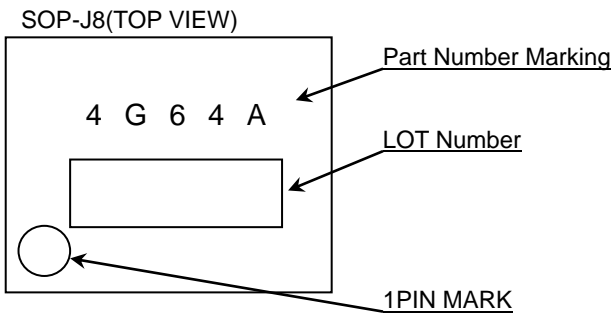 SOP-J8(TOP VIEW)
Part Number Marking
4 G 6 4 A
LOT Number
1PIN MARK